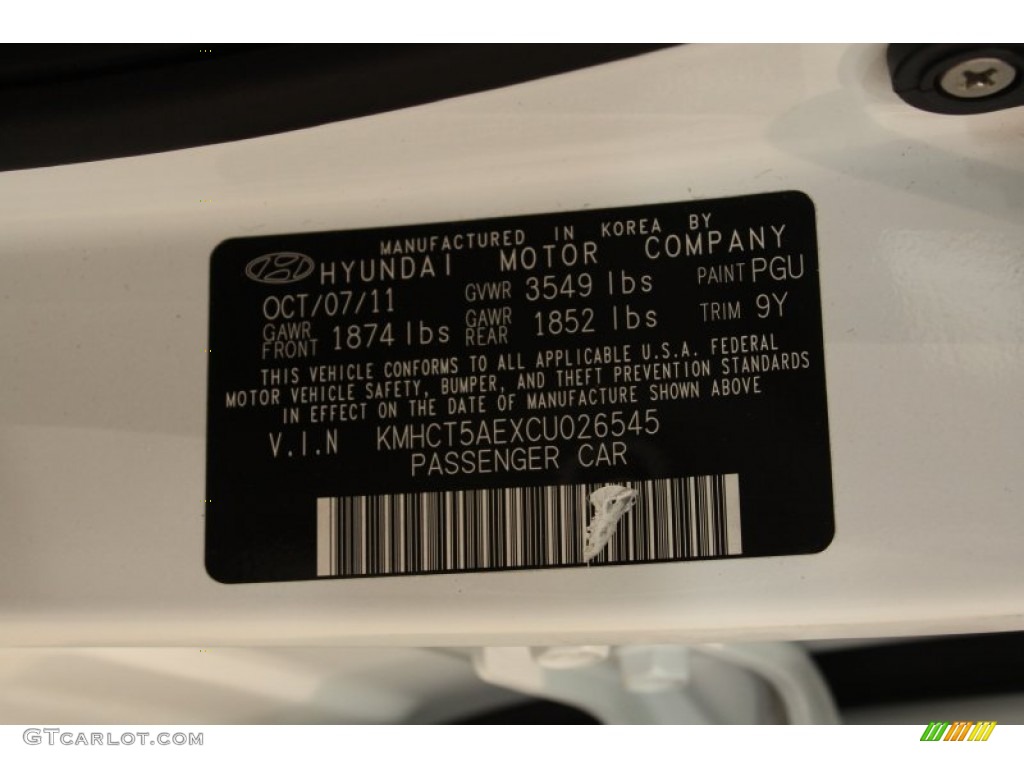 MANUFACTURED IN KOREA BY
HYUNDAI MOTOR COMPANY
OCT/07/11 GVWR 3549 lbs PAINT PGU
GAWR FRONT 1874 lbs GAWR REAR 1852 lbs TRIM 9Y
THIS VEHICLE CONFORMS TO ALL APPLICABLE U.S.A. FEDERAL
MOTOR VEHICLE SAFETY, BUMPER, AND THEFT PREVENTION STANDARDS
IN EFFECT ON THE DATE OF MANUFACTURE SHOWN ABOVE
V.I.N KMHCT5AEXCU026545
PASSENGER CAR
GTCARLOT.COM